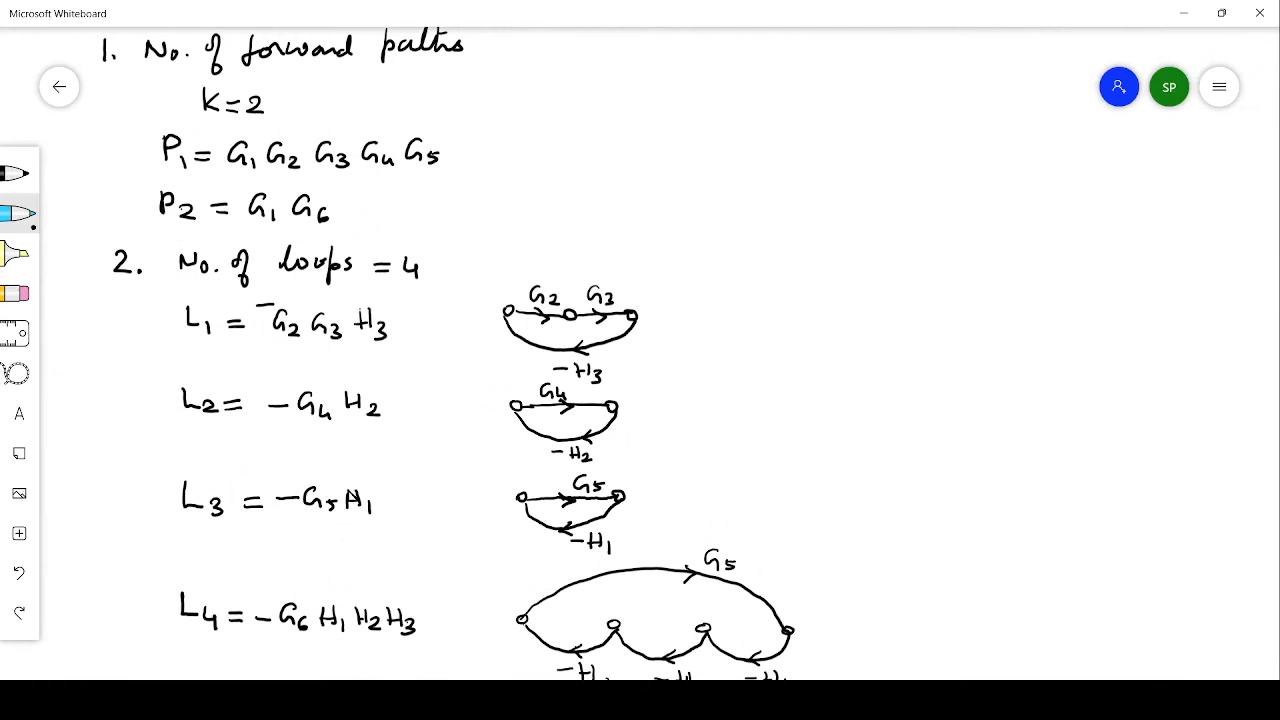 Microsoft Whiteboard
1. No. of forward paths
K=2
SP
P1 = G1 G2 G3 G4 G5
P2 = G1 G6
2. No. of loops = 4
L1 = -G2 G3 H3
G2 G3
-H3
L2 = -G4 H2
G4
-H2
L3 = -G5 H1
G5
-H1
L4 = -G6 H1 H2 H3
G5
-H -H -H
A